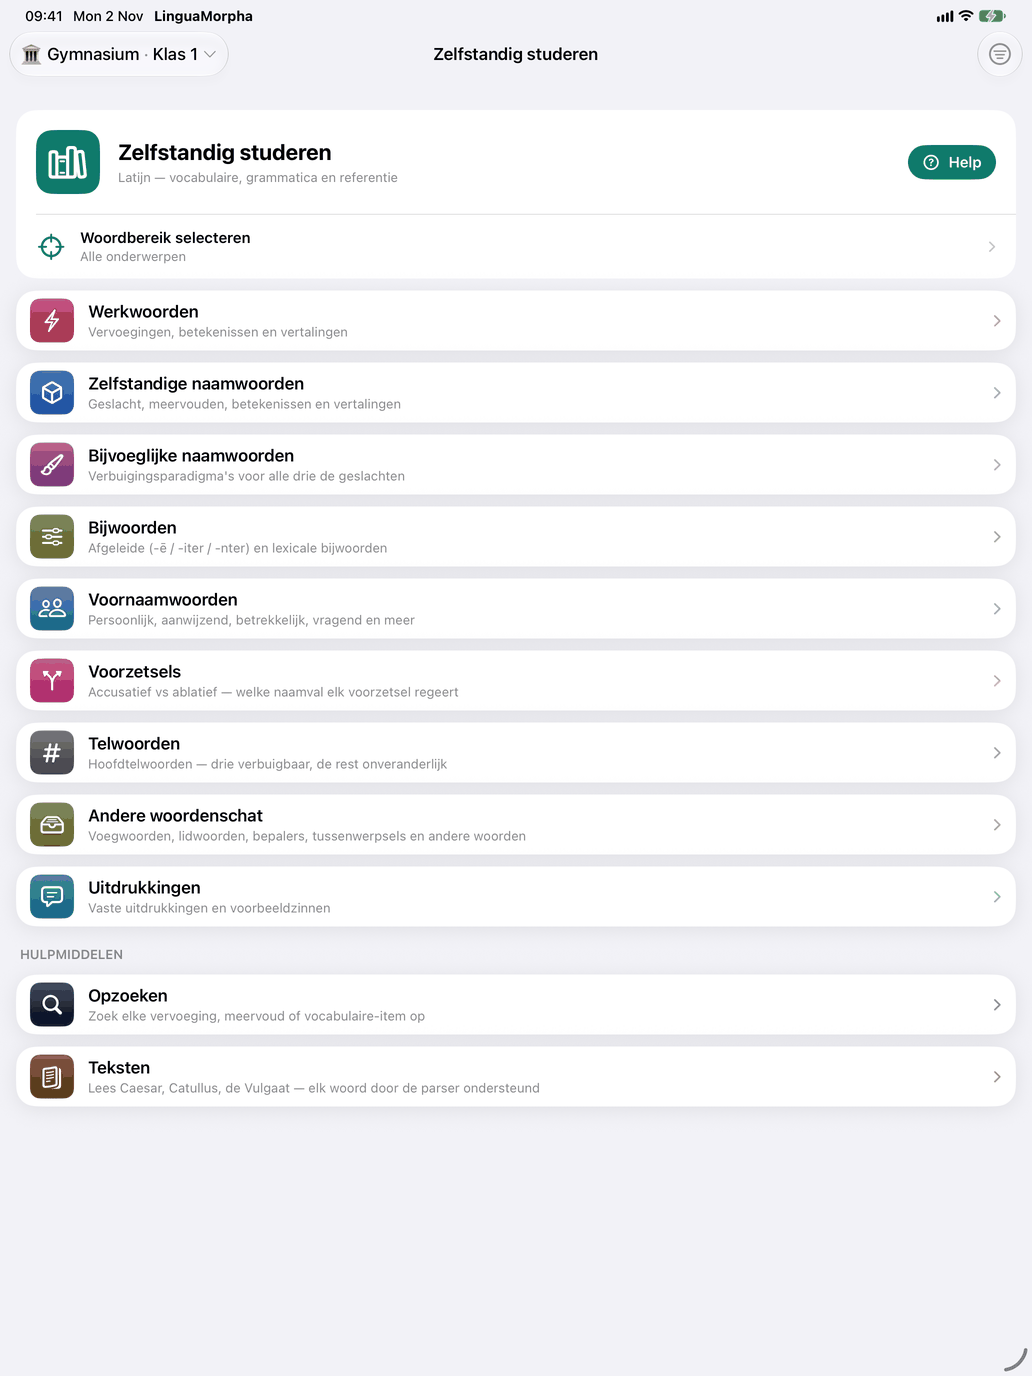 09:41 Mon 2 Nov LinguaMorpha
Gymnasium · Klas 1
Zelfstandig studeren
Zelfstandig studeren
Latijn — vocabulaire, grammatica en referentie
Help
Woordbereik selecteren
Alle onderwerpen
Werkwoorden
Vervoegingen, betekenissen en vertalingen
Zelfstandige naamwoorden
Geslacht, meervouden, betekenissen en vertalingen
Bijvoeglijke naamwoorden
Verbuigingsparadigma's voor alle drie de geslachten
Bijwoorden
Afgeleide (-ē / -iter / -nter) en lexicale bijwoorden
Voornaamwoorden
Persoonlijk, aanwijzend, betrekkelijk, vragend en meer
Voorzetsels
Accusatief vs ablatief — welke naamval elk voorzetsel regeert
#
Telwoorden
Hoofdtelwoorden — drie verbuigbaar, de rest onveranderlijk
Andere woordenschat
Voegwoorden, lidwoorden, bepalers, tussenwerpsels en andere woorden
Uitdrukkingen
Vaste uitdrukkingen en voorbeeldzinnen
HULPMIDDELEN
Opzoeken
Zoek elke vervoeging, meervoud of vocabulaire-item op
Teksten
Lees Caesar, Catullus, de Vulgaat — elk woord door de parser ondersteund